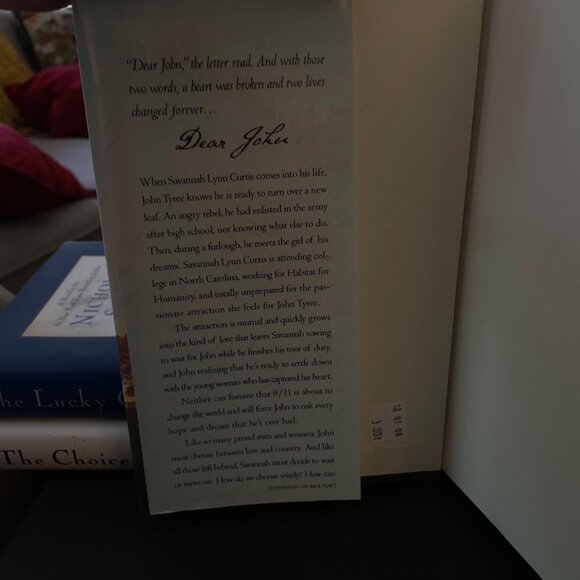 "Dear John," the letter read. And with those
two words, a heart was broken and two lives
changed forever...
Dear John
When Savannah Lynn Curtis comes into his life,
John Tyree knows he is ready to turn over a new
leaf. An angry rebel, he had enlisted in the army
after high school, not knowing what else to do.
Then, during a furlough, he meets the girl of his
dreams. Savannah Lynn Curtis is attending col-
lege in North Carolina, working for Habitat for
Humanity, and totally unprepared for the pas-
sionate attraction she feels for John Tyree.
The attraction is mutual and quickly grows
into the kind of love that leaves Savannah vowing
to wait for John while he finishes his tour of duty,
and John realizing that he's ready to settle down
with the young woman who has captured his heart.
Neither can foresee that 9/11 is about to
change the world and will force John to risk every
hope and dream that he's ever had.
Like so many proud men and women, John
must choose between love and country. And like
all those left behind, Savannah must decide to wait
or move on. How do we choose wisely? How can
(CONTINUED ON BACK FLAP)
NICHOL
The Lucky
The Choice